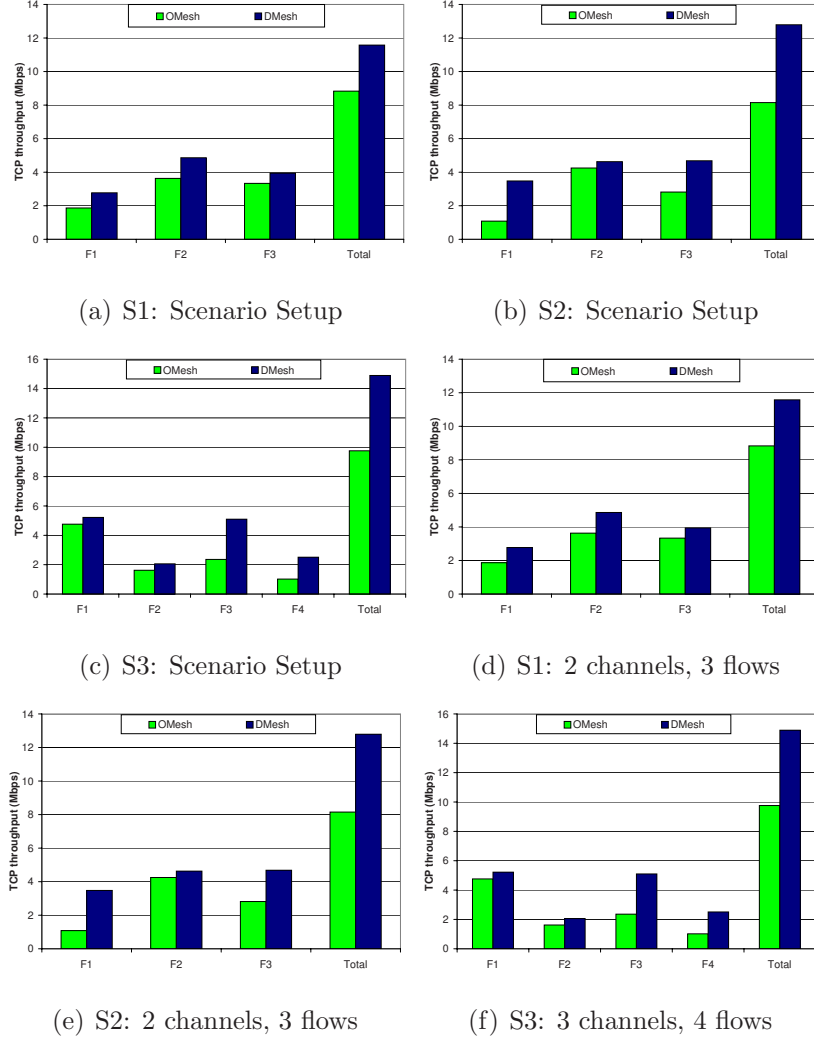 TCP throughput (Mbps)
OMesh DMesh
14
12
10
8
6
4
2
0
F1 F2 F3 Total
(a) S1: Scenario Setup
TCP throughput (Mbps)
OMesh DMesh
14
12
10
8
6
4
2
0
F1 F2 F3 Total
(b) S2: Scenario Setup
TCP throughput (Mbps)
OMesh DMesh
16
14
12
10
8
6
4
2
0
F1 F2 F3 F4 Total
(c) S3: Scenario Setup
TCP throughput (Mbps)
OMesh DMesh
14
12
10
8
6
4
2
0
F1 F2 F3 Total
(d) S1: 2 channels, 3 flows
TCP throughput (Mbps)
OMesh DMesh
14
12
10
8
6
4
2
0
F1 F2 F3 Total
(e) S2: 2 channels, 3 flows
TCP throughput (Mbps)
OMesh DMesh
16
14
12
10
8
6
4
2
0
F1 F2 F3 F4 Total
(f) S3: 3 channels, 4 flows